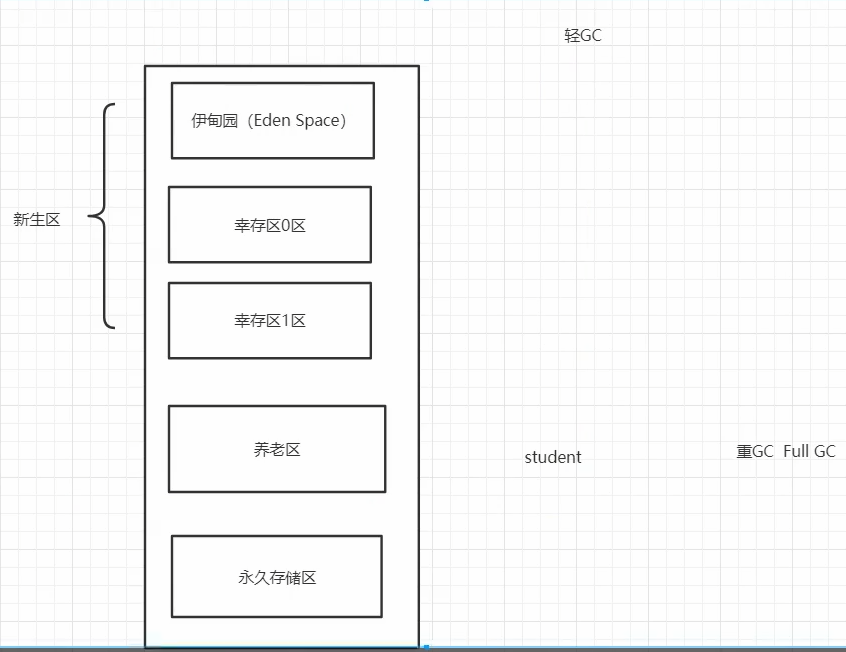 轻GC
伊甸园（Eden Space）
新生区
幸存区0区
幸存区1区
养老区
student
重GC Full GC
永久存储区